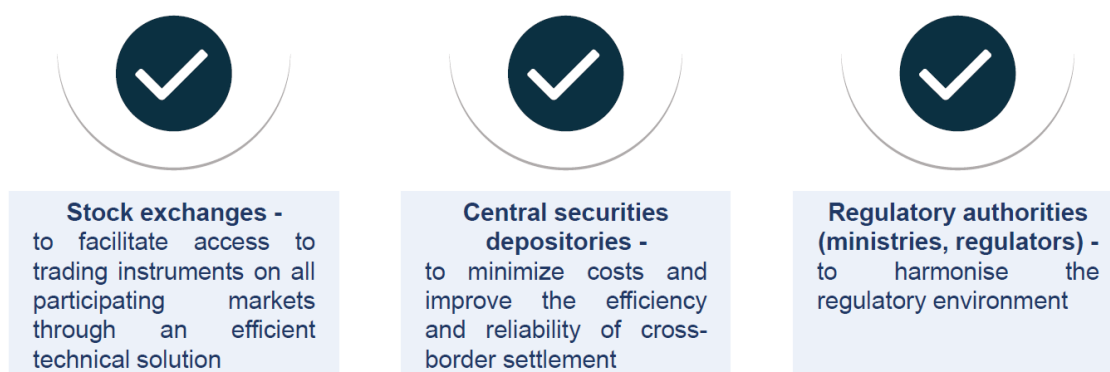 Stock exchanges -
to facilitate access to
trading instruments on all
participating markets
through an efficient
technical solution
Central securities
depositories -
to minimize costs and
improve the efficiency
and reliability of cross-
border settlement
Regulatory authorities
(ministries, regulators) -
to harmonise the
regulatory environment